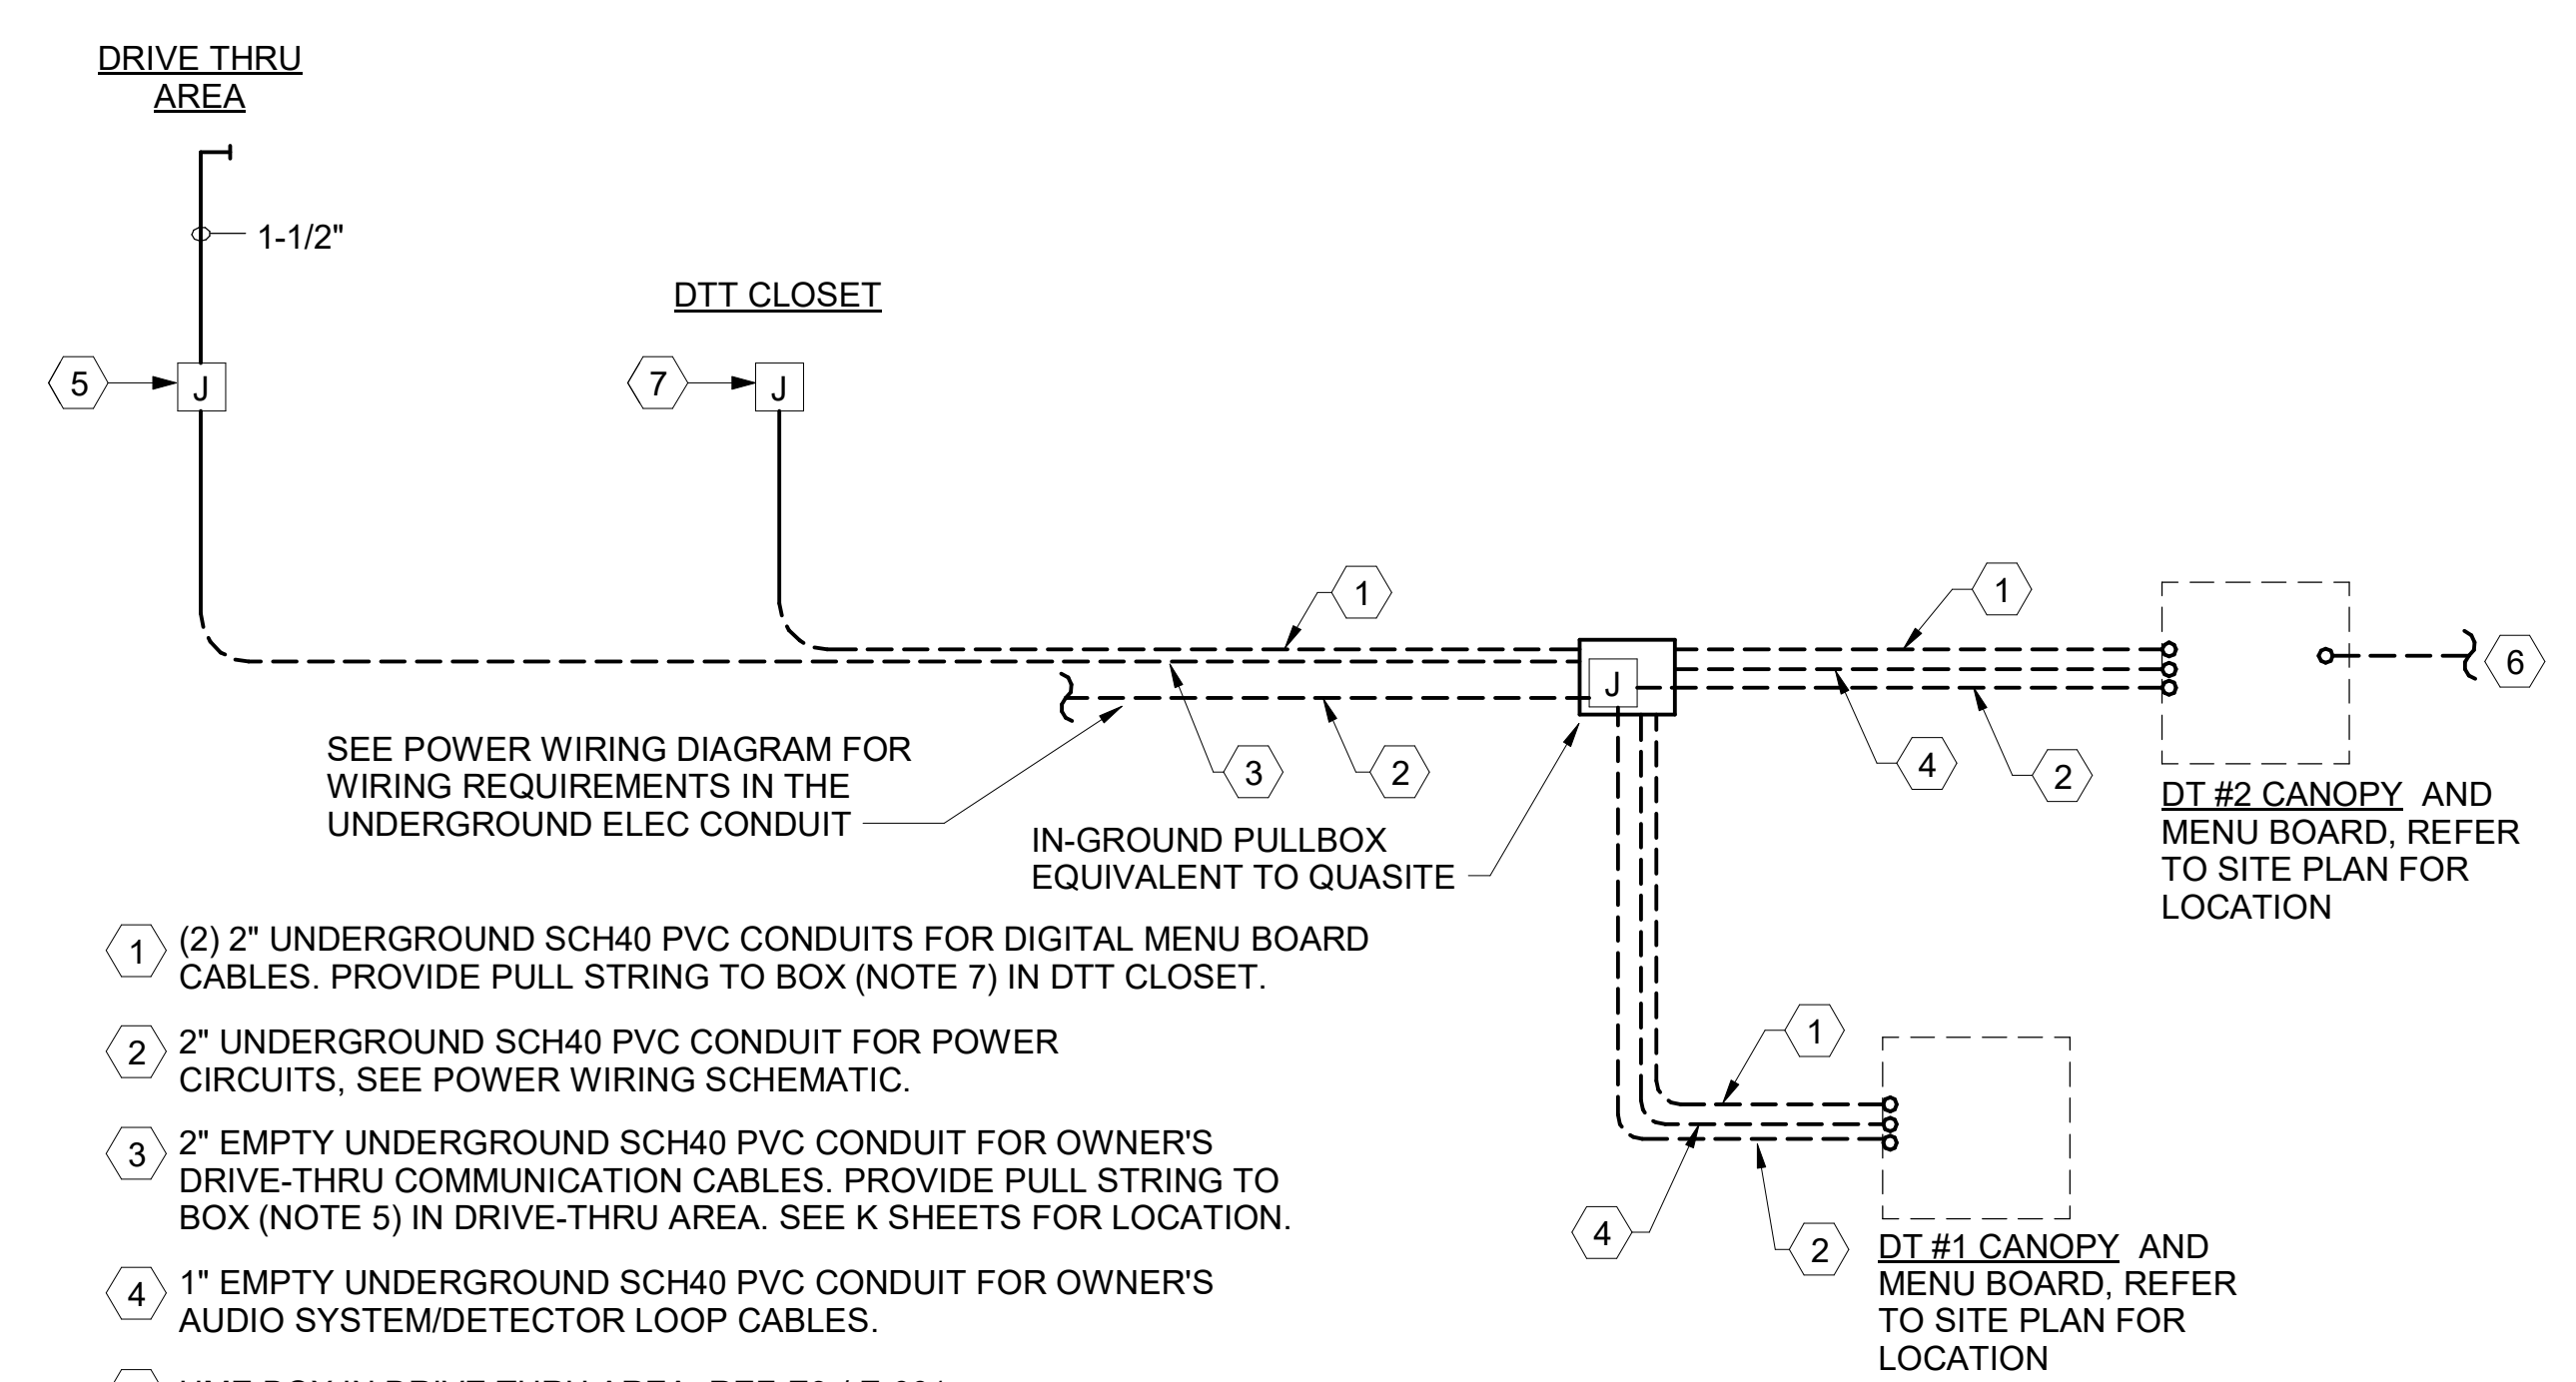 DRIVE THRU
AREA
1-1/2"
DTT CLOSET
5
J
7
J
1
1
6
J
3
2
4
2
SEE POWER WIRING DIAGRAM FOR
WIRING REQUIREMENTS IN THE
UNDERGROUND ELEC CONDUIT
IN-GROUND PULLBOX
EQUIVALENT TO QUASITE
DT #2 CANOPY AND
MENU BOARD, REFER
TO SITE PLAN FOR
LOCATION
1
4
2
DT #1 CANOPY AND
MENU BOARD, REFER
TO SITE PLAN FOR
LOCATION
1 (2) 2" UNDERGROUND SCH40 PVC CONDUITS FOR DIGITAL MENU BOARD
CABLES. PROVIDE PULL STRING TO BOX (NOTE 7) IN DTT CLOSET.
2 2" UNDERGROUND SCH40 PVC CONDUIT FOR POWER
CIRCUITS, SEE POWER WIRING SCHEMATIC.
3 2" EMPTY UNDERGROUND SCH40 PVC CONDUIT FOR OWNER'S
DRIVE-THRU COMMUNICATION CABLES. PROVIDE PULL STRING TO
BOX (NOTE 5) IN DRIVE-THRU AREA. SEE K SHEETS FOR LOCATION.
4 1" EMPTY UNDERGROUND SCH40 PVC CONDUIT FOR OWNER'S
AUDIO SYSTEM/DETECTOR LOOP CABLES.